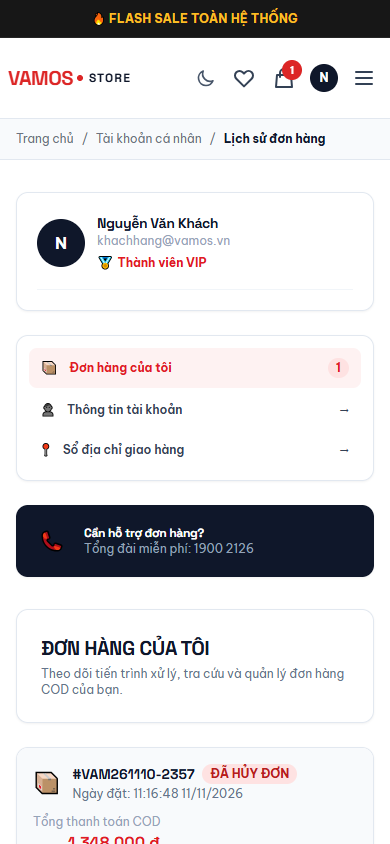 🔥 FLASH SALE TOÀN HỆ THỐNG
VAMOS • STORE
1
N
Trang chủ / Tài khoản cá nhân / Lịch sử đơn hàng
N
Nguyễn Văn Khách
khachhang@vamos.vn
🏅 Thành viên VIP
Đơn hàng của tôi 1
Thông tin tài khoản →
Sổ địa chỉ giao hàng →
Cần hỗ trợ đơn hàng?
Tổng đài miễn phí: 1900 2126
ĐƠN HÀNG CỦA TÔI
Theo dõi tiến trình xử lý, tra cứu và quản lý đơn hàng
COD của bạn.
#VAM261110-2357 ĐÃ HỦY ĐƠN
Ngày đặt: 11:16:48 11/11/2026
Tổng thanh toán COD
1.348.000 ₫